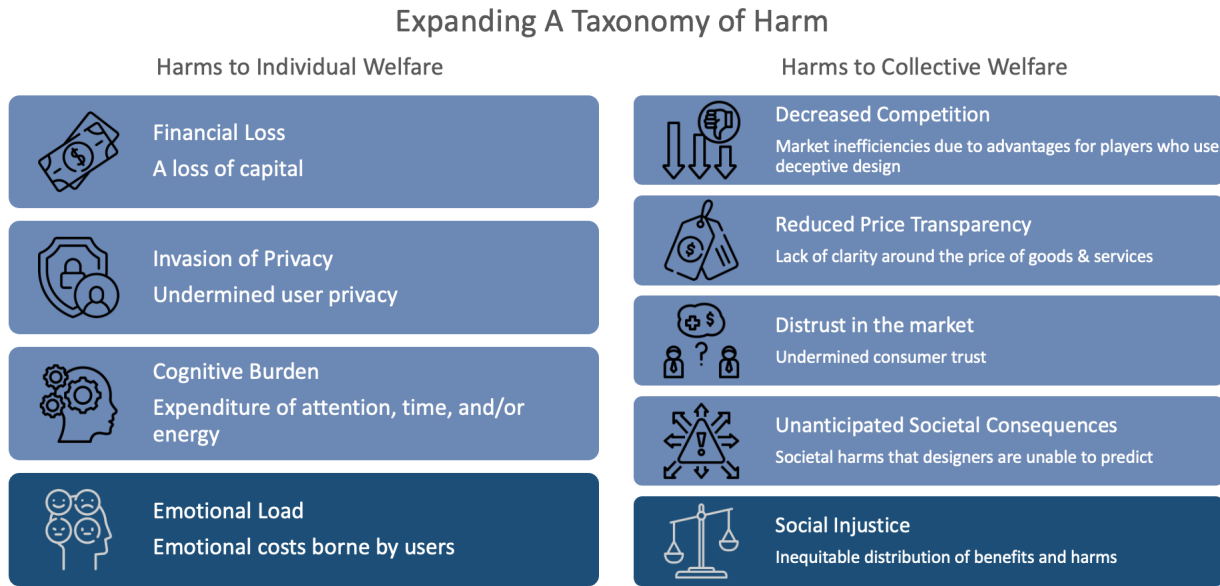 Expanding A Taxonomy of Harm
Harms to Individual Welfare
Financial Loss
A loss of capital
Invasion of Privacy
Undermined user privacy
Cognitive Burden
Expenditure of attention, time, and/or
energy
Emotional Load
Emotional costs borne by users
Harms to Collective Welfare
Decreased Competition
Market inefficiencies due to advantages for players who use
deceptive design
Reduced Price Transparency
Lack of clarity around the price of goods & services
Distrust in the market
Undermined consumer trust
Unanticipated Societal Consequences
Societal harms that designers are unable to predict
Social Injustice
Inequitable distribution of benefits and harms